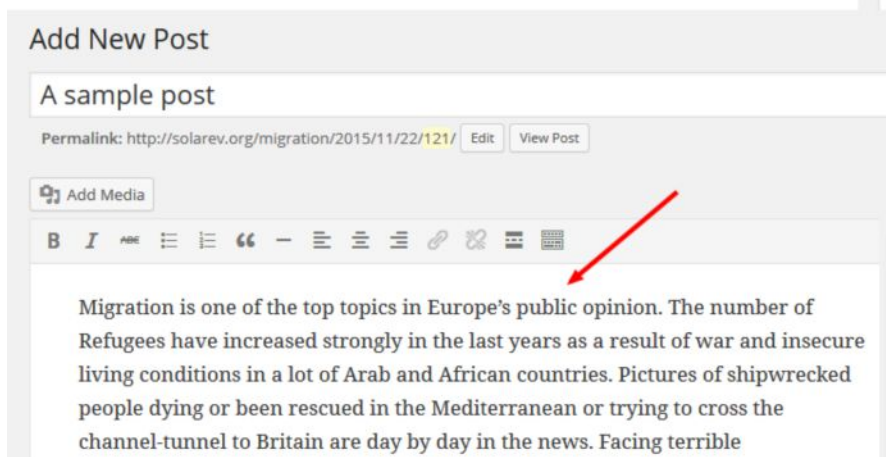 Add New Post
A sample post
Permalink: http://solarev.org/migration/2015/11/22/121/ Edit View Post
Add Media
B I ABE
Migration is one of the top topics in Europe’s public opinion. The number of
Refugees have increased strongly in the last years as a result of war and insecure
living conditions in a lot of Arab and African countries. Pictures of shipwrecked
people dying or been rescued in the Mediterranean or trying to cross the
channel-tunnel to Britain are day by day in the news. Facing terrible